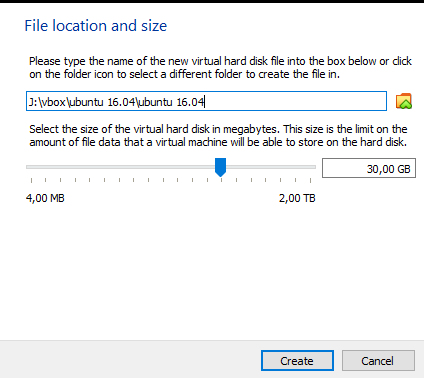 File location and size
Please type the name of the new virtual hard disk file into the box below or click
on the folder icon to select a different folder to create the file in.
J:\vbox\ubuntu 16.04\ubuntu 16.04
Select the size of the virtual hard disk in megabytes. This size is the limit on the
amount of file data that a virtual machine will be able to store on the hard disk.
30,00 GB
4,00 MB 2,00 TB
Create Cancel